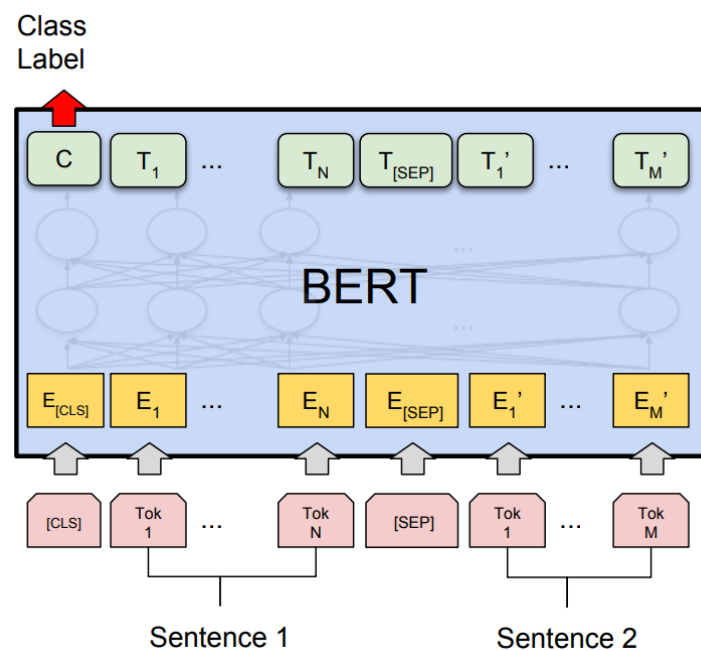 Class
Label
C T1 ... TN T[SEP] T1' ... TM'
...
BERT
...
E[CLS] E1 ... EN E[SEP] E1' ... EM'
[CLS] Tok 1 ... Tok N [SEP] Tok 1 ... Tok M
Sentence 1 Sentence 2